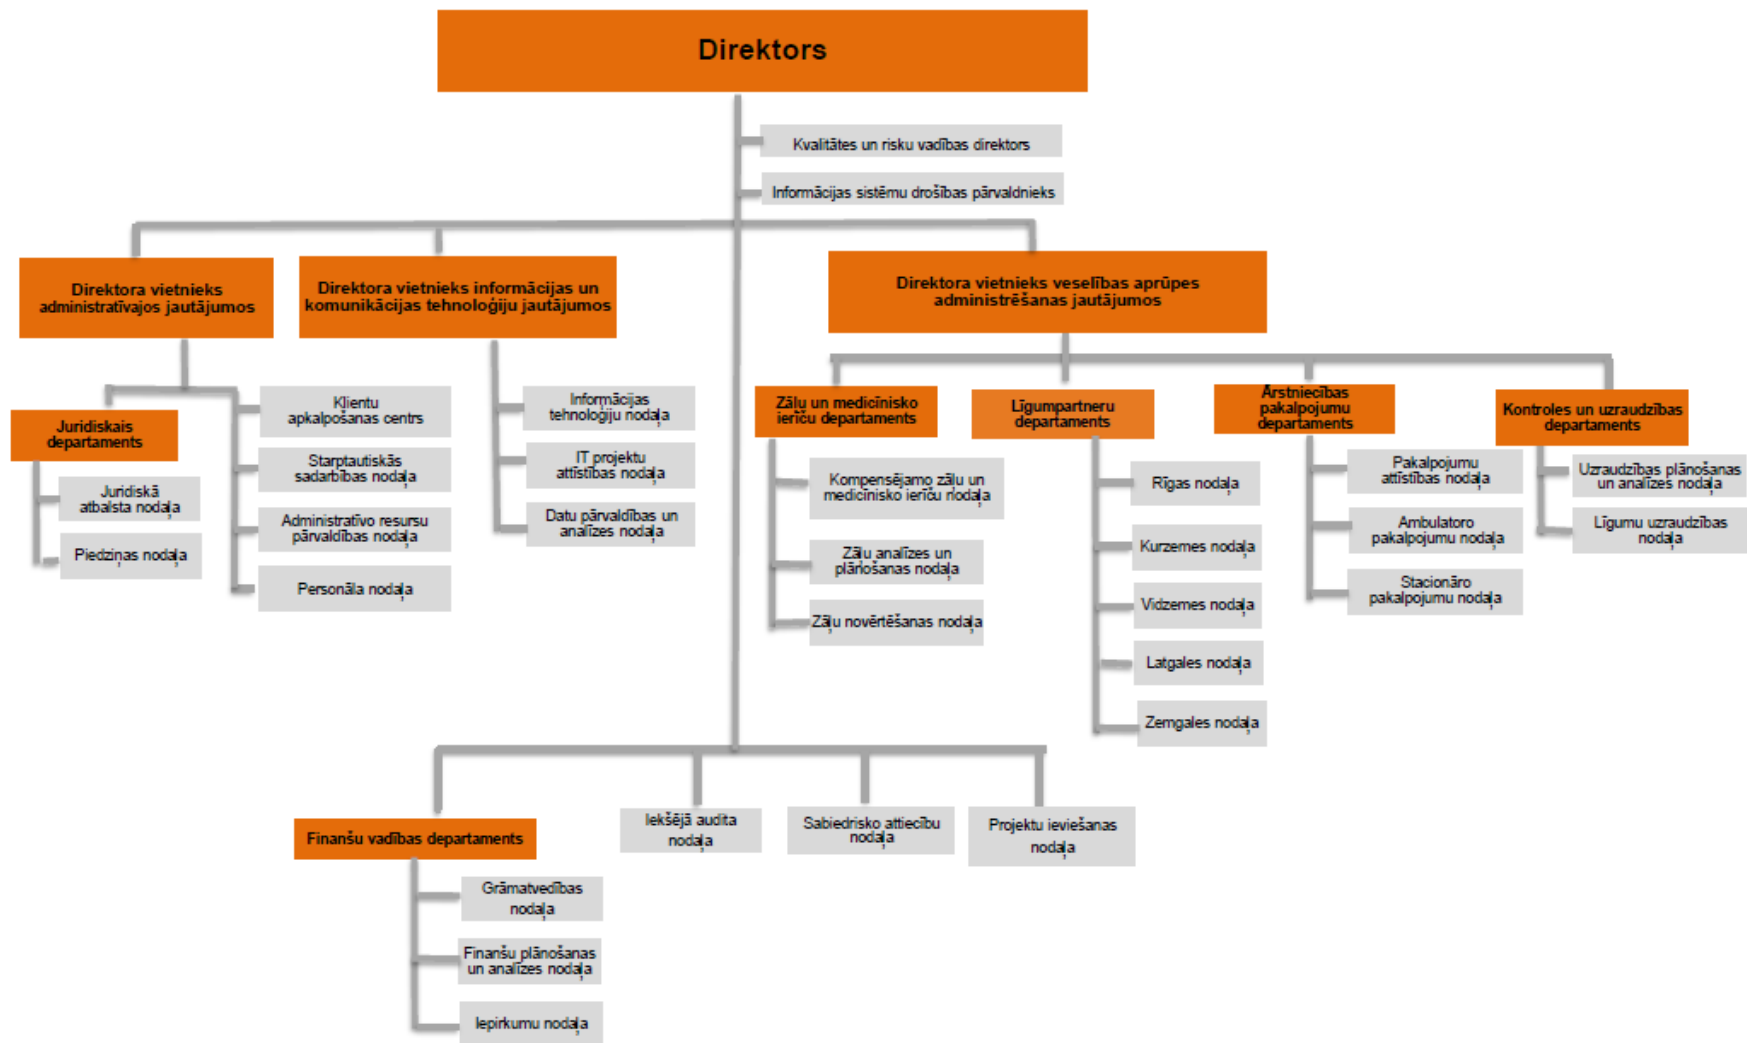 Direktors
Kvalitātes un risku vadības direktors
Informācijas sistēmu drošības pārvaldnieks
Direktora vietnieks
administratīvajos jautājumos
Direktora vietnieks informācijas un
komunikācijas tehnoloģiju jautājumos
Direktora vietnieks veselības aprūpes
administrēšanas jautājumos
Juridiskais
departaments
Juridiskā
atbalsta nodaļa
Piedziņas nodaļa
Klientu
apkalpošanas centrs
Starptautiskās
sadarbības nodaļa
Administratīvo resursu
pārvaldības nodaļa
Personāla nodaļa
Informācijas
tehnoloģiju nodaļa
IT projektu
attīstības nodaļa
Datu pārvaldības un
analīzes nodaļa
Zāļu un medicīnisko
ierīču departaments
Kompensējamo zāļu un
medicīnisko ierīču nodaļa
Zāļu analīzes un
plānošanas nodaļa
Zāļu novērtēšanas nodaļa
Līgumpartneru
departaments
Rīgas nodaļa
Kurzemes nodaļa
Vidzemes nodaļa
Latgales nodaļa
Zemgales nodaļa
Ārstniecības
pakalpojumu
departaments
Pakalpojumu
attīstības nodaļa
Ambulatoro
pakalpojumu nodaļa
Stacionāro
pakalpojumu nodaļa
Kontroles un uzraudzības
departaments
Uzraudzības plānošanas
un analīzes nodaļa
Līgumu uzraudzības
nodaļa
Finanšu vadības departaments
Grāmatvedības
nodaļa
Finanšu plānošanas
un analīzes nodaļa
Iepirkumu nodaļa
Iekšējā audita
nodaļa
Sabiedrisko attiecību
nodaļa
Projektu ieviešanas
nodaļa